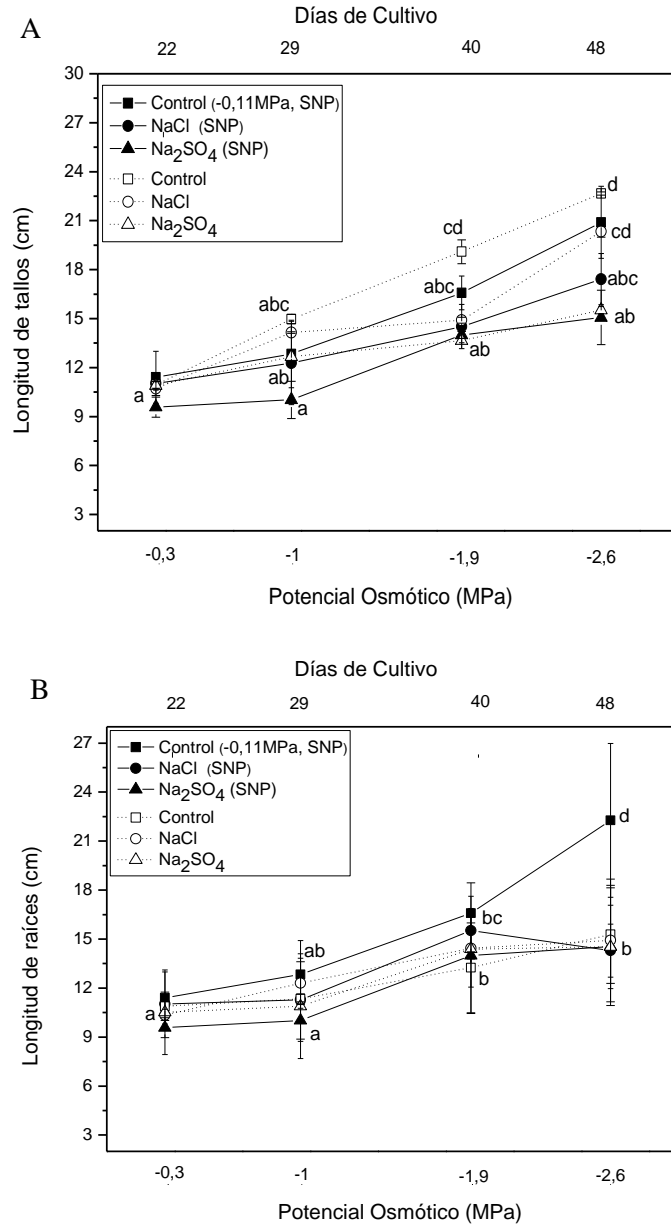 A
Días de Cultivo
22 29 40 48
30
27
24
21
18
15
12
9
6
3
Longitud de tallos (cm)
Control (-0,11MPa, SNP)
NaCl (SNP)
Na2SO4 (SNP)
Control
NaCl
Na2SO4
a
abc
ab
a
cd
abc
ab
d
cd
abc
ab
-0,3 -1 -1,9 -2,6
Potencial Osmótico (MPa)
B
Días de Cultivo
22 29 40 48
27
24
21
18
15
12
9
6
3
Longitud de raíces (cm)
Control (-0,11MPa, SNP)
NaCl (SNP)
Na2SO4 (SNP)
Control
NaCl
Na2SO4
a
ab
a
bc
b
d
b
-0,3 -1 -1,9 -2,6
Potencial Osmótico (MPa)